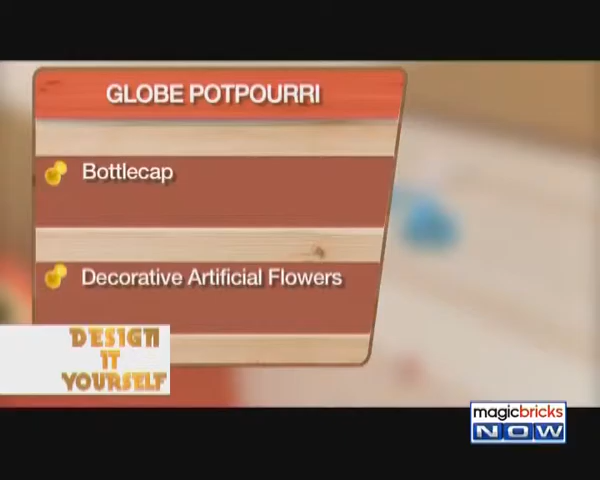 GLOBE POTPOURRI
Bottlecap
Decorative Artificial Flowers
DESIGN
IT
YOURSELF
magicbricks
NOW